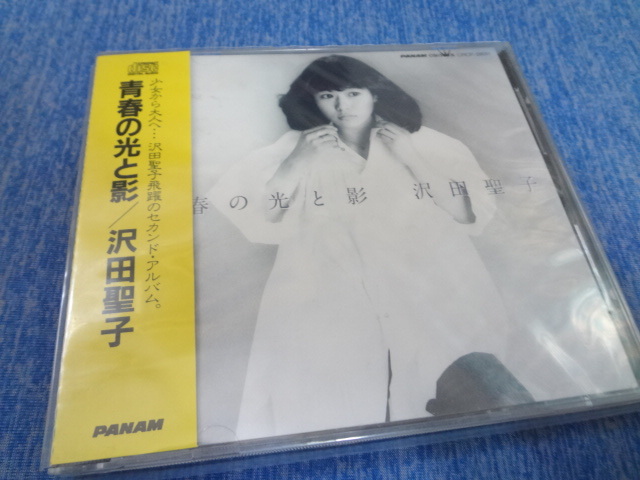 青春の光と影／沢田聖子
少女から大人へ…沢田聖子飛躍のセカンド・アルバム。
PANAM
PANAM
春の光と影 沢田聖子